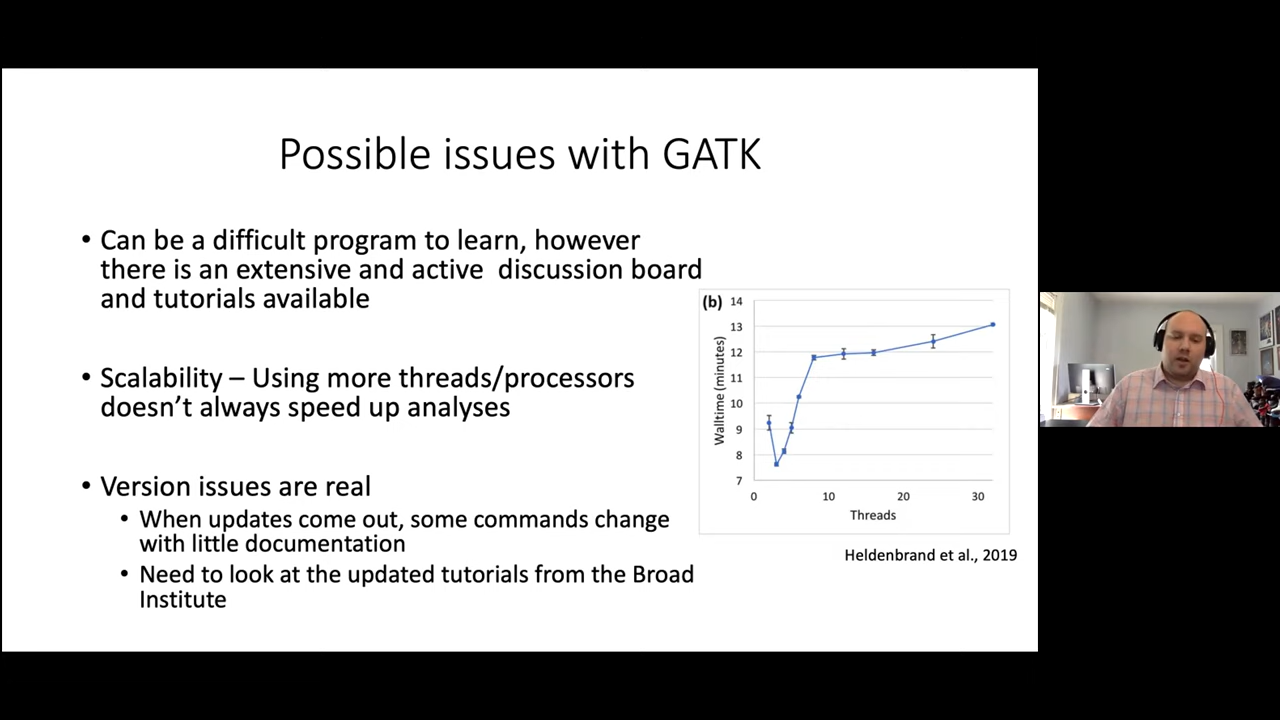 Possible issues with GATK
• Can be a difficult program to learn, however
there is an extensive and active discussion board
and tutorials available
• Scalability – Using more threads/processors
doesn’t always speed up analyses
• Version issues are real
• When updates come out, some commands change
with little documentation
• Need to look at the updated tutorials from the Broad
Institute
(b)
14
13
12
11
10
9
8
7
Walltime (minutes)
0 10 20 30
Threads
Heldenbrand et al., 2019